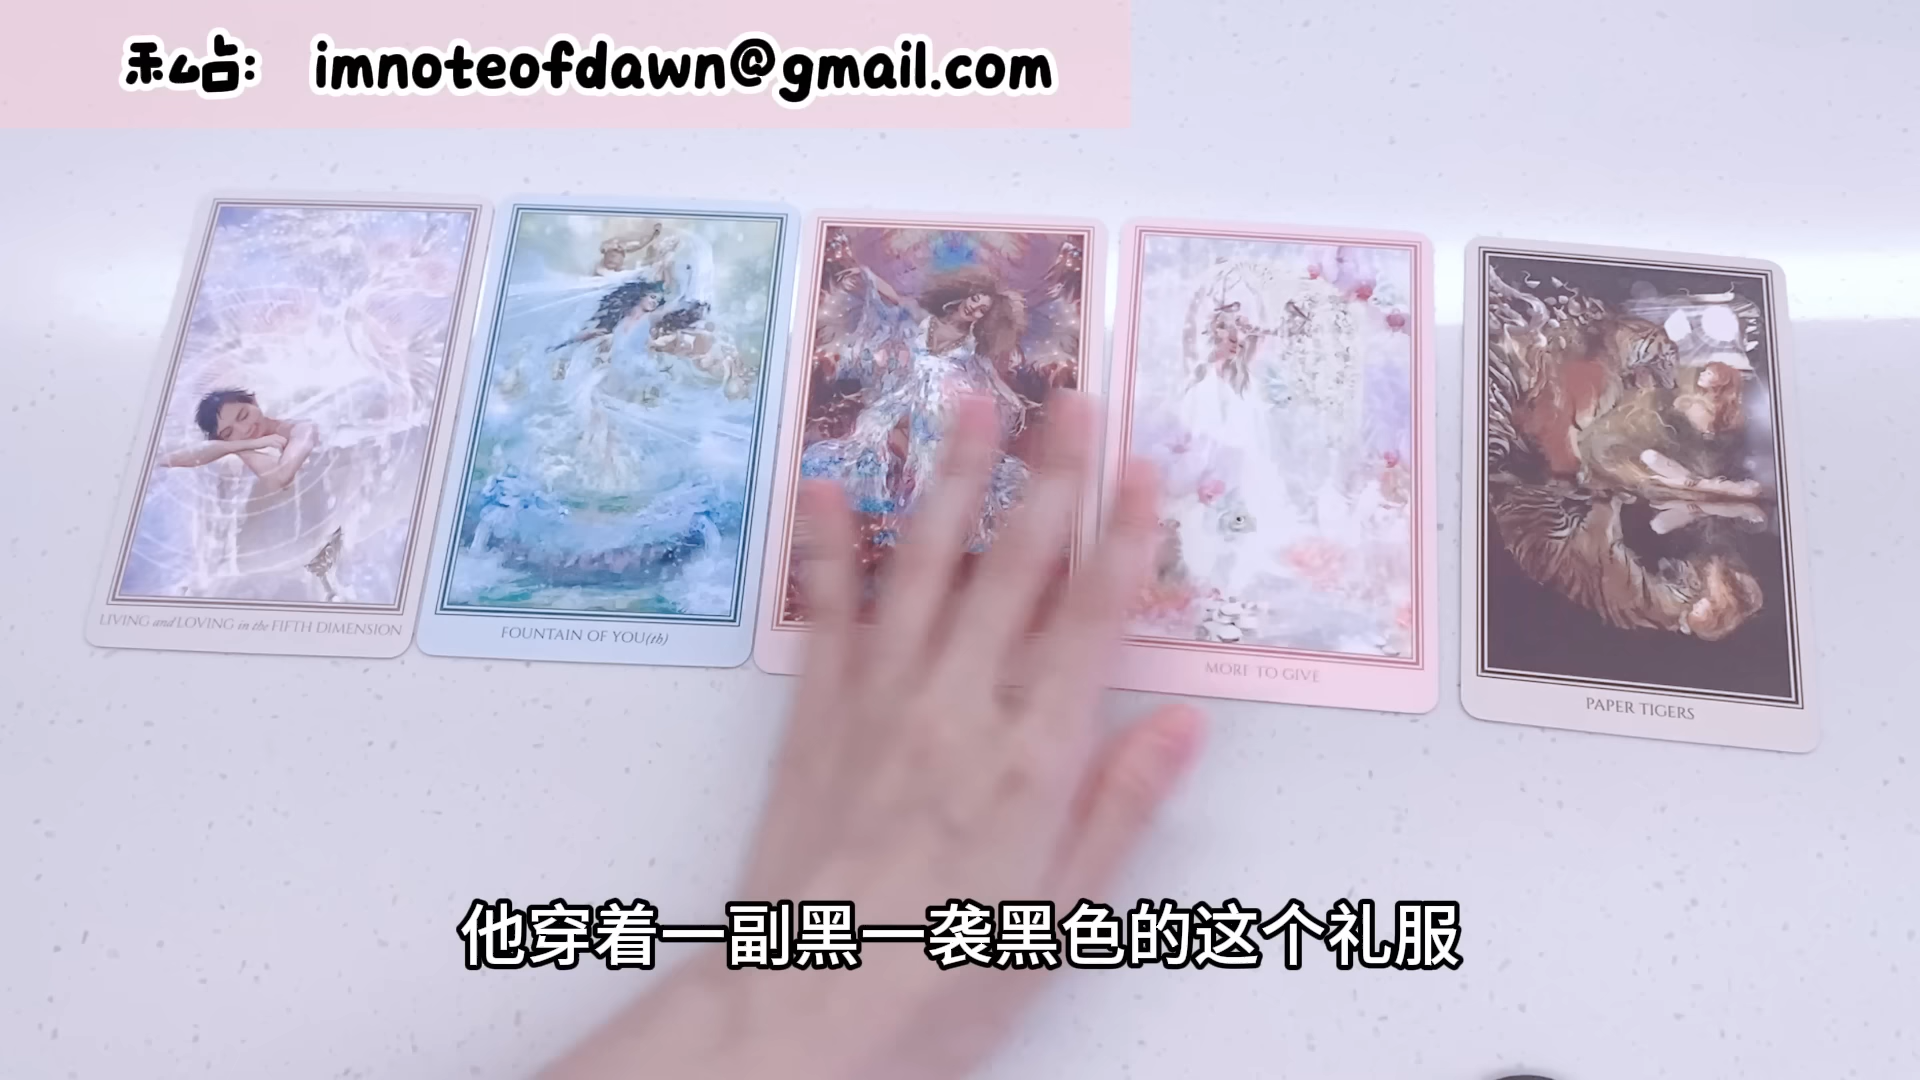 私占: imnoteofdawn@gmail.com
LIVING and LOVING in the FIFTH DIMENSION
FOUNTAIN OF YOU(th)
MORE TO GIVE
PAPER TIGERS
他穿着一副黑一袭黑色的这个礼服